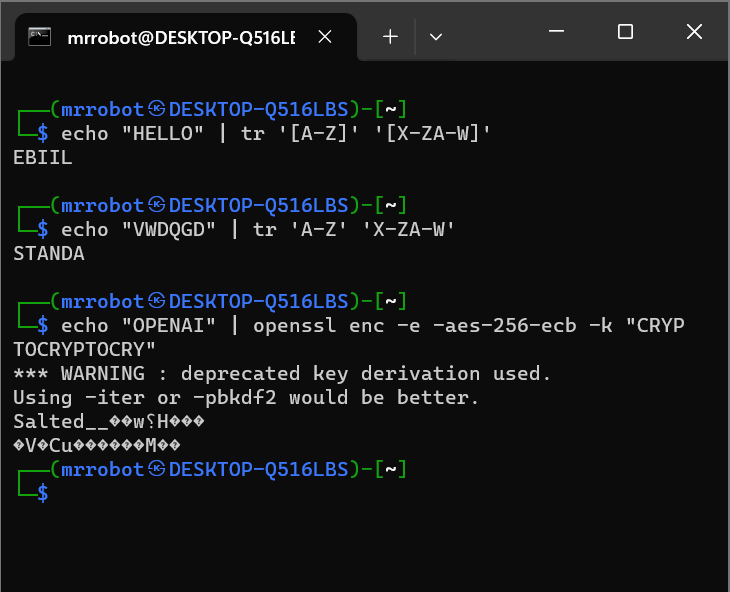 mrrobot@DESKTOP-Q516LE
┌──(mrrobot㉿DESKTOP-Q516LBS)-[~]
└─$ echo "HELLO" | tr '[A-Z]' '[X-ZA-W]'
EBIIL
┌──(mrrobot㉿DESKTOP-Q516LBS)-[~]
└─$ echo "VWDQGD" | tr 'A-Z' 'X-ZA-W'
STANDA
┌──(mrrobot㉿DESKTOP-Q516LBS)-[~]
└─$ echo "OPENAI" | openssl enc -e -aes-256-ecb -k "CRYP
TOCRYPTOCRY"
*** WARNING : deprecated key derivation used.
Using -iter or -pbkdf2 would be better.
Salted__��w⸮H���
�V�Cu������M��
┌──(mrrobot㉿DESKTOP-Q516LBS)-[~]
└─$